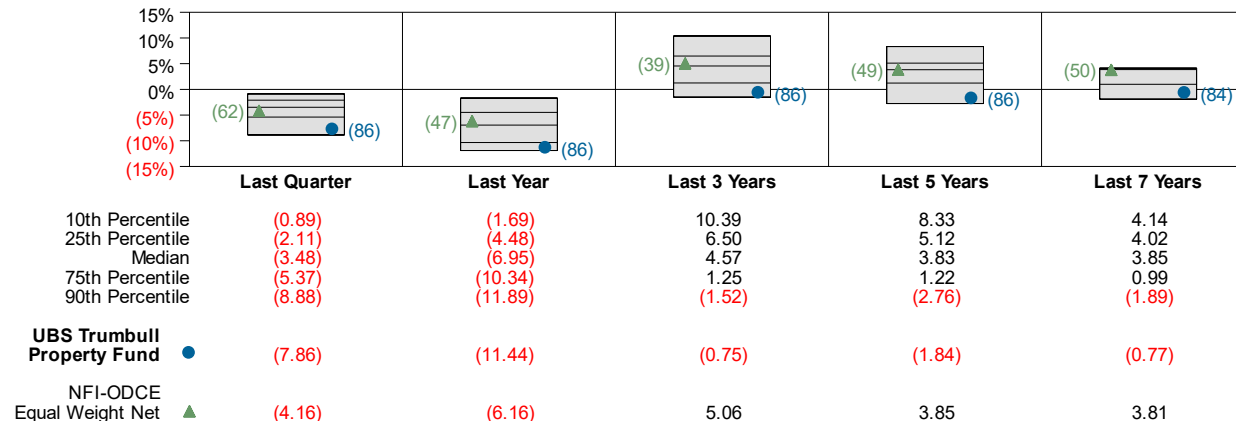 15%
10%
5%
0%
(5%)
(10%)
(15%)
(62) (86)
(47) (86)
(39) (86)
(49) (86)
(50) (84)
Last Quarter Last Year Last 3 Years Last 5 Years Last 7 Years
10th Percentile (0.89) (1.69) 10.39 8.33 4.14
25th Percentile (2.11) (4.48) 6.50 5.12 4.02
Median (3.48) (6.95) 4.57 3.83 3.85
75th Percentile (5.37) (10.34) 1.25 1.22 0.99
90th Percentile (8.88) (11.89) (1.52) (2.76) (1.89)
UBS Trumbull
Property Fund (7.86) (11.44) (0.75) (1.84) (0.77)
NFI-ODCE
Equal Weight Net (4.16) (6.16) 5.06 3.85 3.81